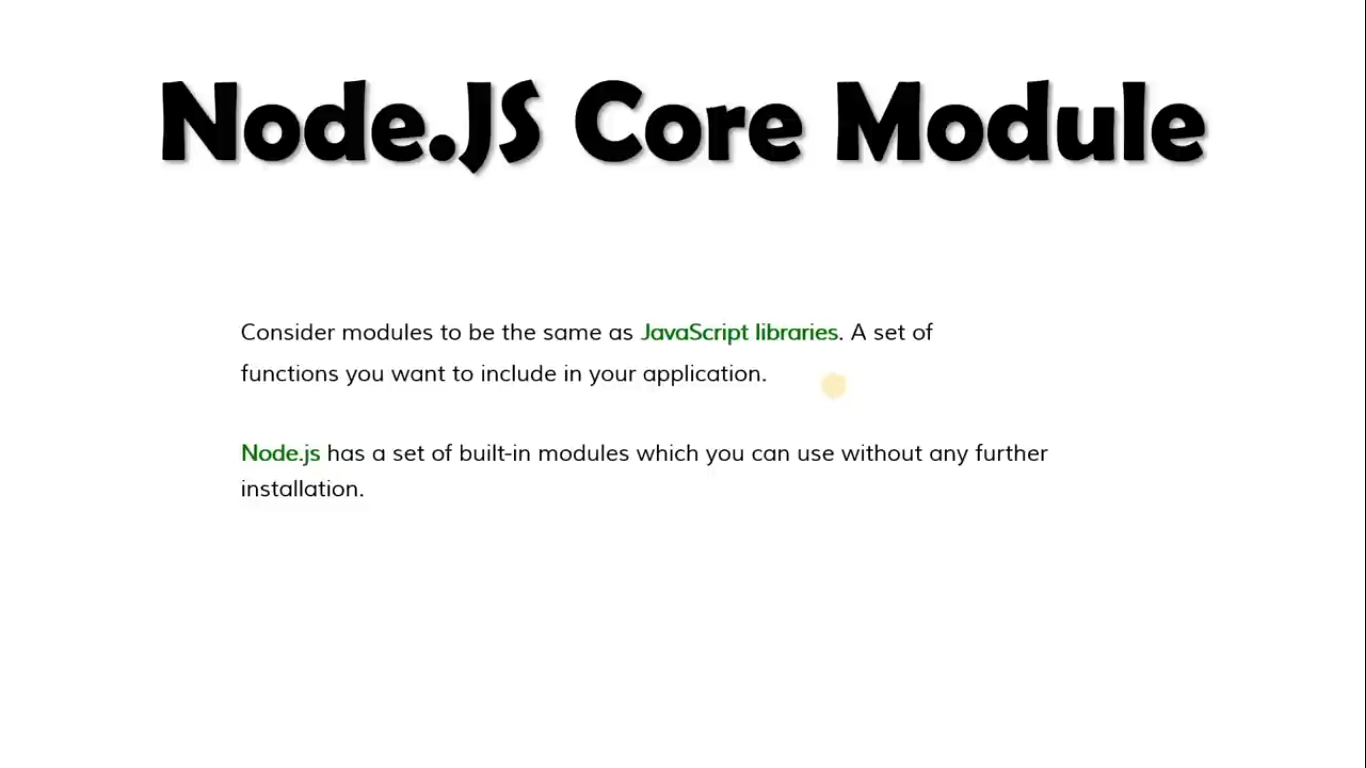 Node.JS Core Module
Consider modules to be the same as JavaScript libraries. A set of
functions you want to include in your application.
Node.js has a set of built-in modules which you can use without any further
installation.